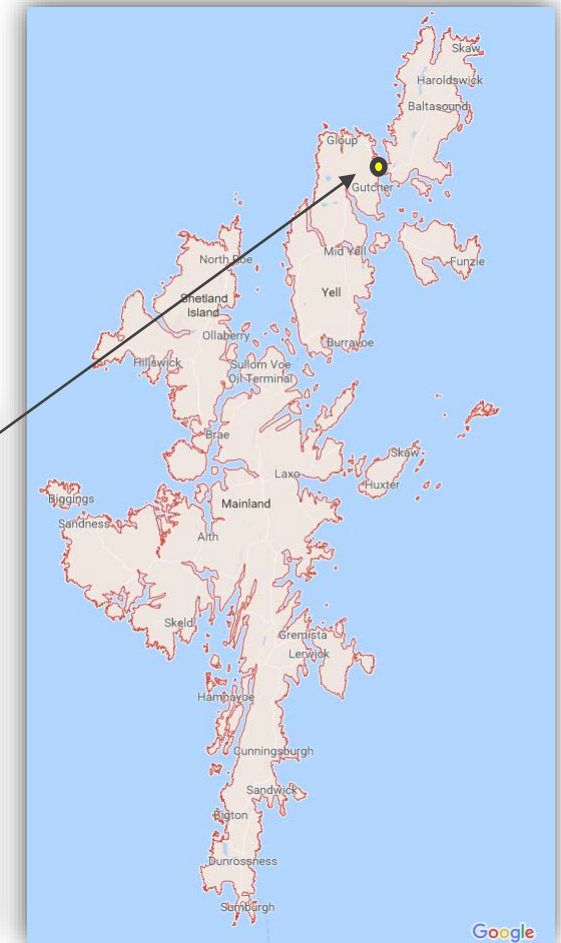 Skaw
Haroldswick
Baltasound
Gloup
Gutcher
Mid Yell
Funzie
North Roe
Yell
Shetland
Island
Ollaberry
Burravoe
Hillswick
Sullom Voe
Oil Terminal
Brae
Skaw
Laxo
Huxter
Biggings
Mainland
Sandness
Aith
Skeld
Gremista
Lerwick
Hamnavoe
Cunningsburgh
Sandwick
Bigton
Dunrossness
Sumburgh
Google